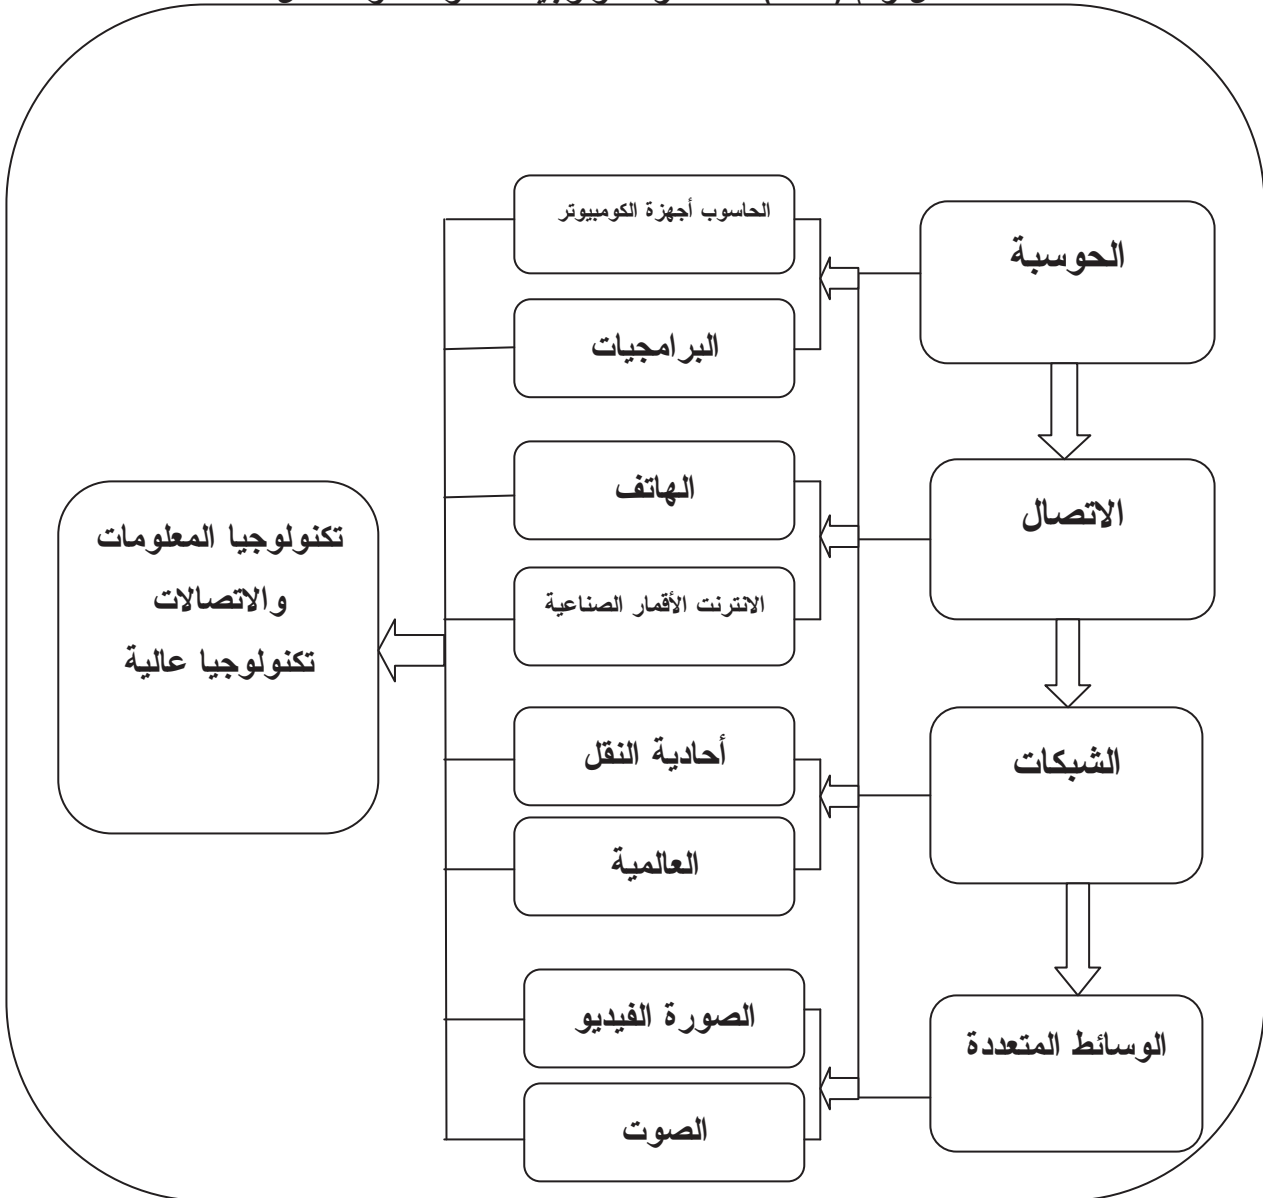 الحوسبة
الحاسوب أجهزة الكومبيوتر
البرامجيات
الاتصال
الهاتف
الانترنت الأقمار الصناعية
الشبكات
أحادية النقل
العالمية
الوسائط المتعددة
الصورة الفيديو
الصوت
تكنولوجيا المعلومات
والاتصالات
تكنولوجيا عالية